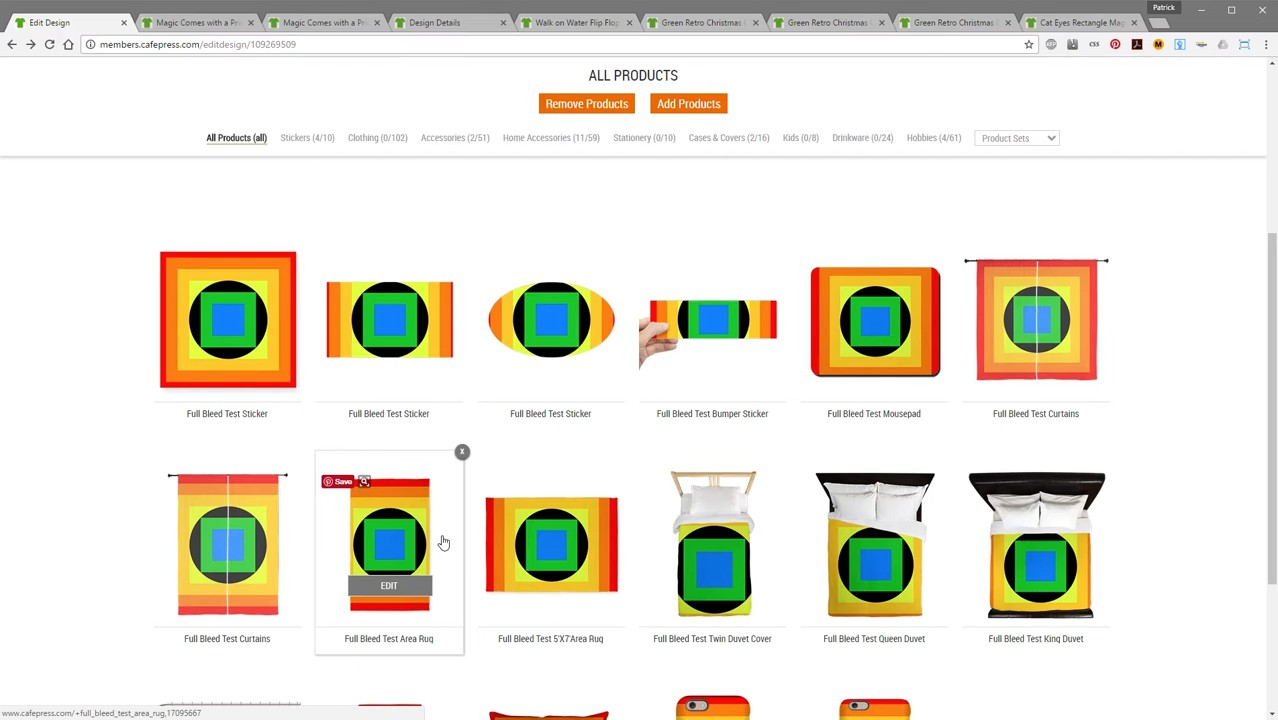 Patrick
Edit Design
Magic Comes with a Pri
Magic Comes with a Pri
Design Details
Walk on Water Flip Flop
Green Retro Christmas C
Green Retro Christmas C
Green Retro Christmas C
Cat Eyes Rectangle Mag
members.cafepress.com/editdesign/109269509
ALL PRODUCTS
Remove Products
Add Products
All Products (all)
Stickers (4/10)
Clothing (0/102)
Accessories (2/51)
Home Accessories (11/59)
Stationery (0/10)
Cases & Covers (2/16)
Kids (0/8)
Drinkware (0/24)
Hobbies (4/61)
Product Sets
Full Bleed Test Sticker
Full Bleed Test Sticker
Full Bleed Test Sticker
Full Bleed Test Bumper Sticker
Full Bleed Test Mousepad
Full Bleed Test Curtains
X
Save
EDIT
Full Bleed Test Curtains
Full Bleed Test Area Rug
Full Bleed Test 5'X7'Area Rug
Full Bleed Test Twin Duvet Cover
Full Bleed Test Queen Duvet
Full Bleed Test King Duvet
www.cafepress.com/+full_bleed_test_area_rug,17095667